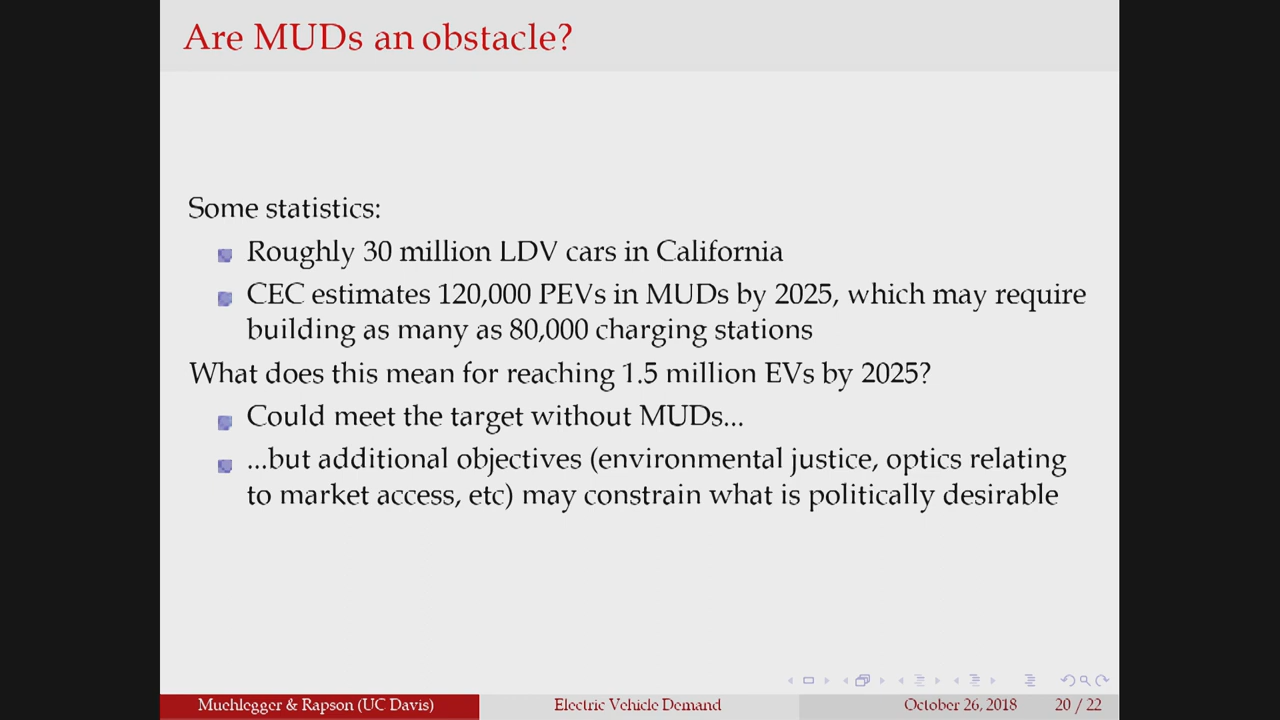 Are MUDs an obstacle?
Some statistics:
Roughly 30 million LDV cars in California
CEC estimates 120,000 PEVs in MUDs by 2025, which may require
building as many as 80,000 charging stations
What does this mean for reaching 1.5 million EVs by 2025?
Could meet the target without MUDs...
...but additional objectives (environmental justice, optics relating
to market access, etc) may constrain what is politically desirable
Muehlegger & Rapson (UC Davis) Electric Vehicle Demand October 26, 2018 20 / 22